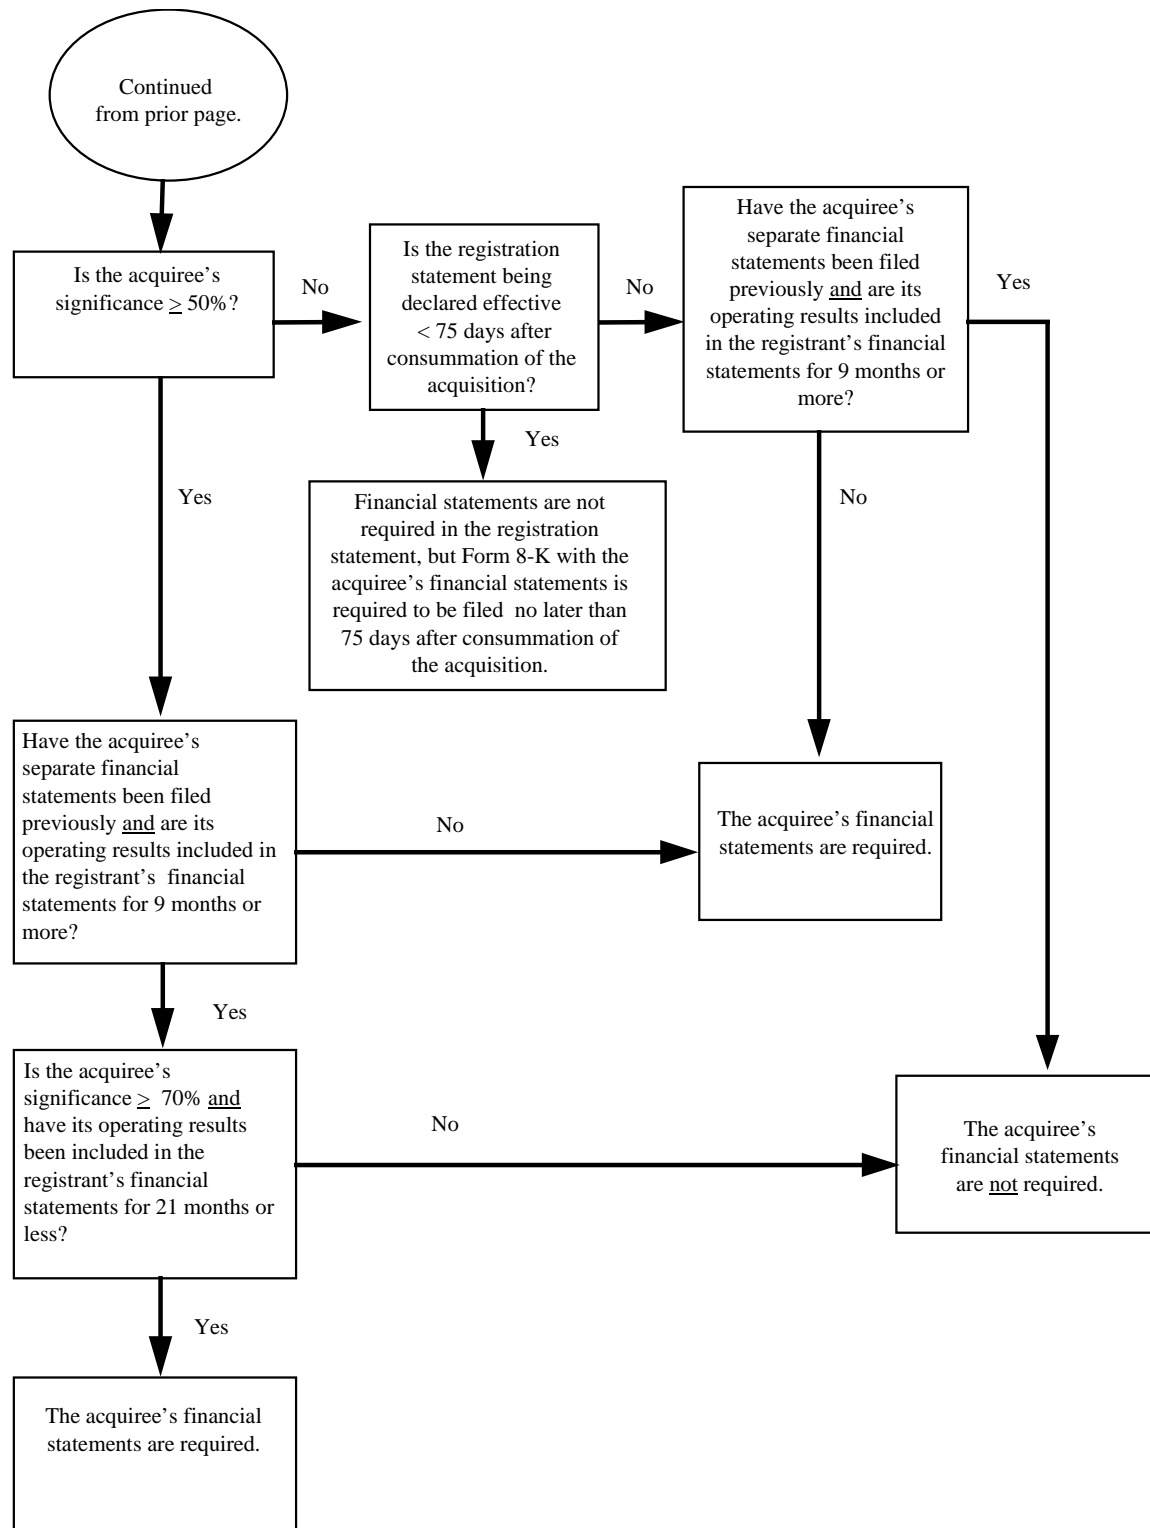 Continued
from prior page.
Is the acquiree’s
significance ≥ 50%?
No
Is the registration
statement being
declared effective
< 75 days after
consummation of the
acquisition?
No
Have the acquiree’s
separate financial
statements been filed
previously and are its
operating results included
in the registrant’s financial
statements for 9 months or
more?
Yes
Yes
Financial statements are not
required in the registration
statement, but Form 8-K with the
acquiree’s financial statements is
required to be filed no later than
75 days after consummation of
the acquisition.
No
Yes
Have the acquiree’s
separate financial
statements been filed
previously and are its
operating results included in
the registrant’s financial
statements for 9 months or
more?
No
The acquiree’s financial
statements are required.
Yes
Is the acquiree’s
significance ≥ 70% and
have its operating results
been included in the
registrant’s financial
statements for 21 months or
less?
No
The acquiree’s
financial statements
are not required.
Yes
The acquiree’s financial
statements are required.